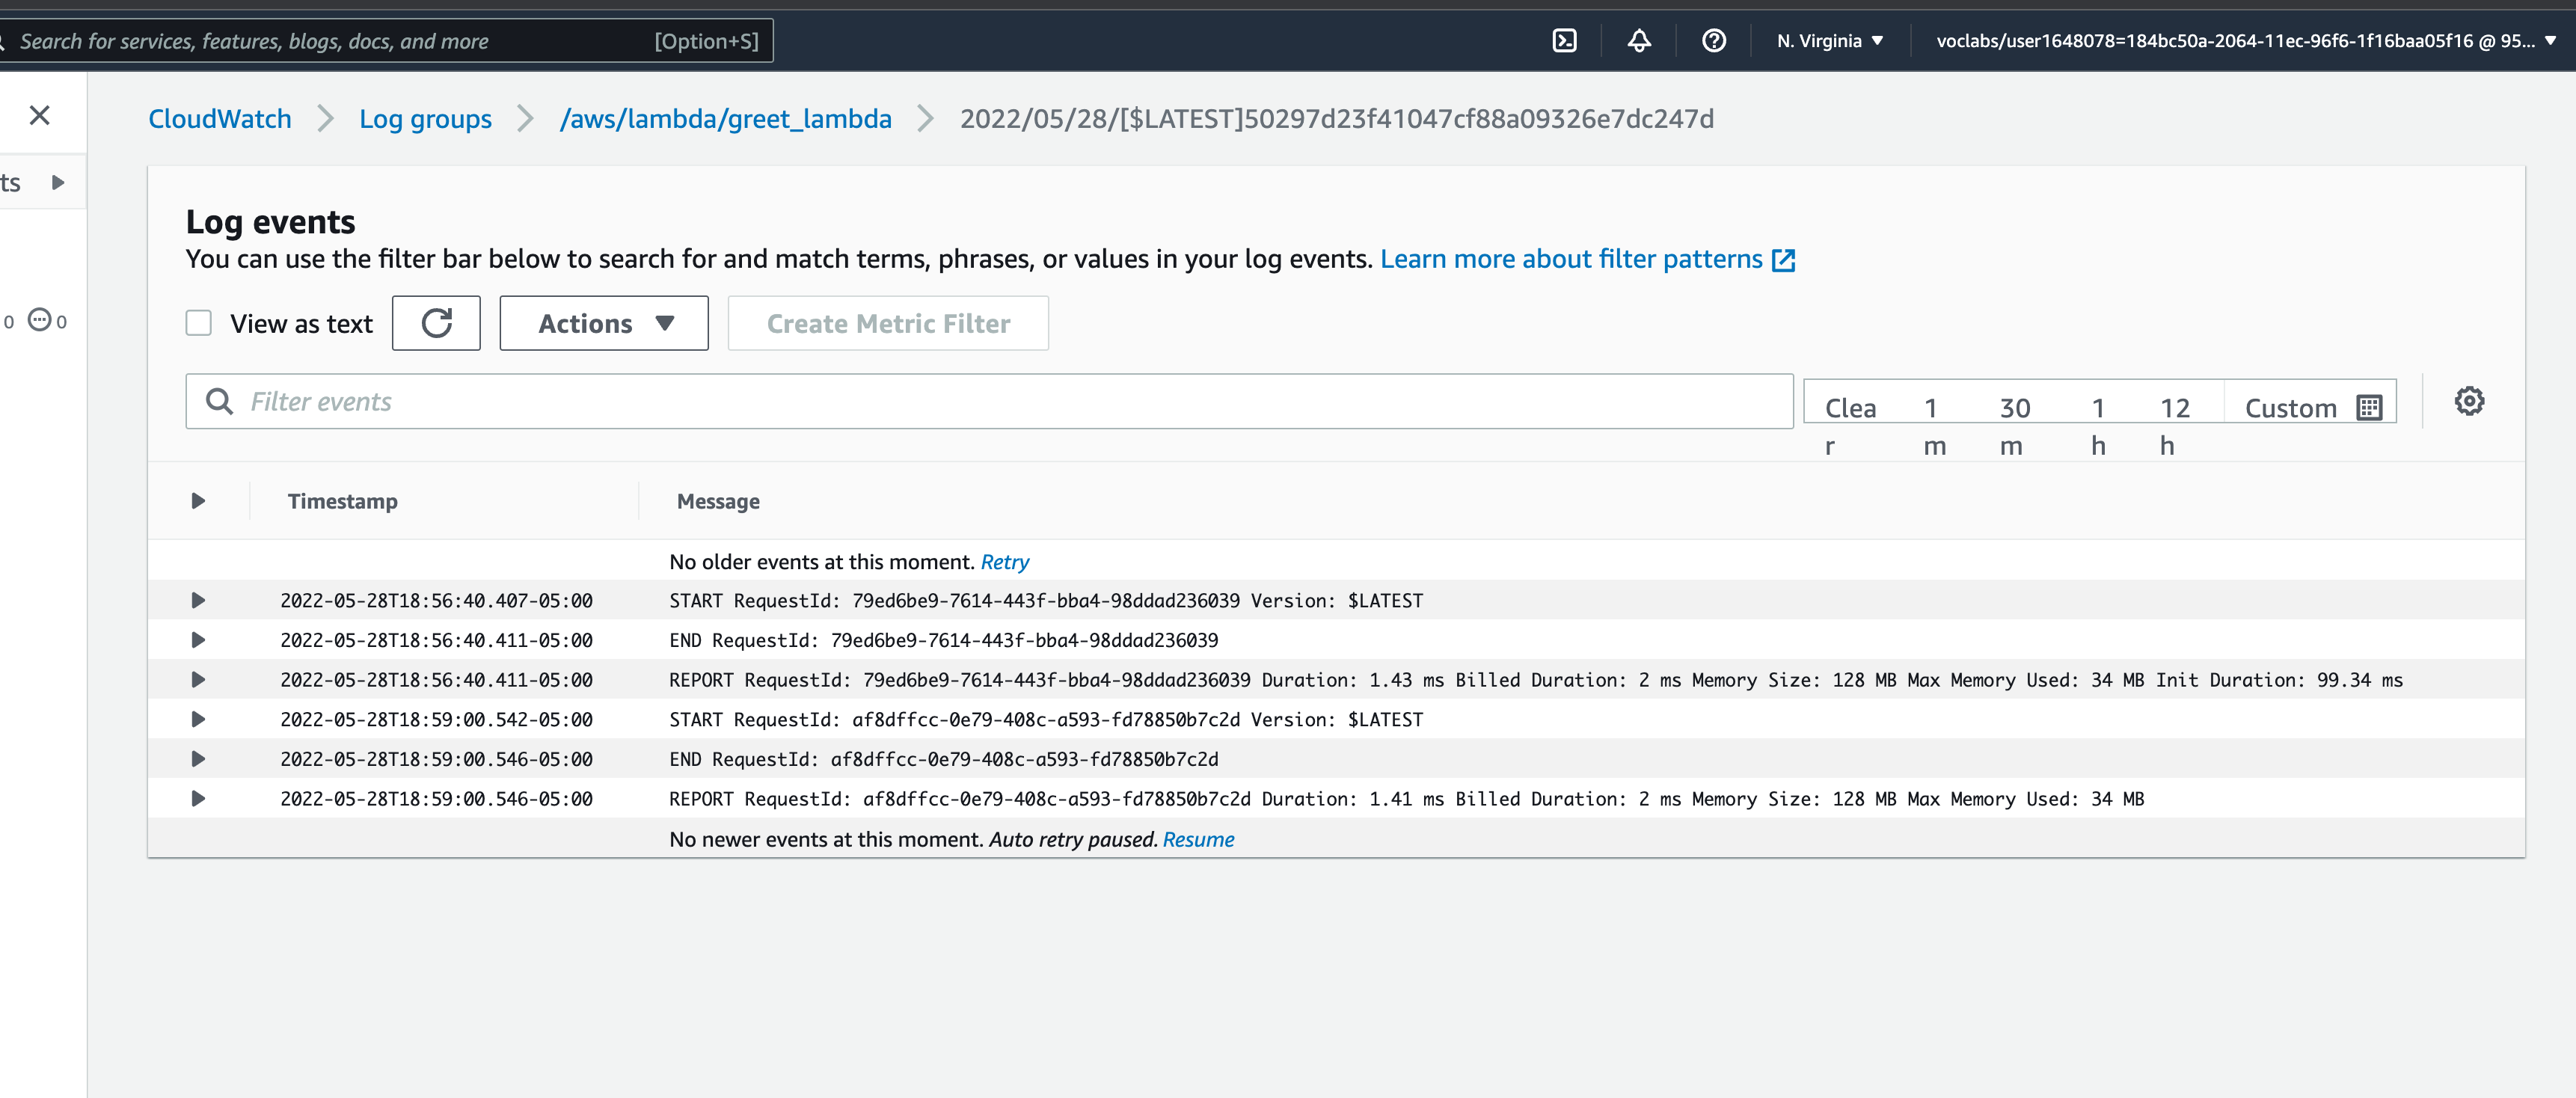 Search for services, features, blogs, docs, and more [Option+S] N. Virginia voclabs/user1648078=184bc50a-2064-11ec-96f6-1f16baa05f16 @ 95...
CloudWatch Log groups /aws/lambda/greet_lambda 2022/05/28/[$LATEST]50297d23f41047cf88a09326e7dc247d
ts
Log events
You can use the filter bar below to search for and match terms, phrases, or values in your log events. Learn more about filter patterns
0 0
View as text Actions Create Metric Filter
Filter events Clear 1m 30m 1h 12h Custom
Timestamp Message
No older events at this moment. Retry
2022-05-28T18:56:40.407-05:00 START RequestId: 79ed6be9-7614-443f-bba4-98ddad236039 Version: $LATEST
2022-05-28T18:56:40.411-05:00 END RequestId: 79ed6be9-7614-443f-bba4-98ddad236039
2022-05-28T18:56:40.411-05:00 REPORT RequestId: 79ed6be9-7614-443f-bba4-98ddad236039 Duration: 1.43 ms Billed Duration: 2 ms Memory Size: 128 MB Max Memory Used: 34 MB Init Duration: 99.34 ms
2022-05-28T18:59:00.542-05:00 START RequestId: af8dffcc-0e79-408c-a593-fd78850b7c2d Version: $LATEST
2022-05-28T18:59:00.546-05:00 END RequestId: af8dffcc-0e79-408c-a593-fd78850b7c2d
2022-05-28T18:59:00.546-05:00 REPORT RequestId: af8dffcc-0e79-408c-a593-fd78850b7c2d Duration: 1.41 ms Billed Duration: 2 ms Memory Size: 128 MB Max Memory Used: 34 MB
No newer events at this moment. Auto retry paused. Resume